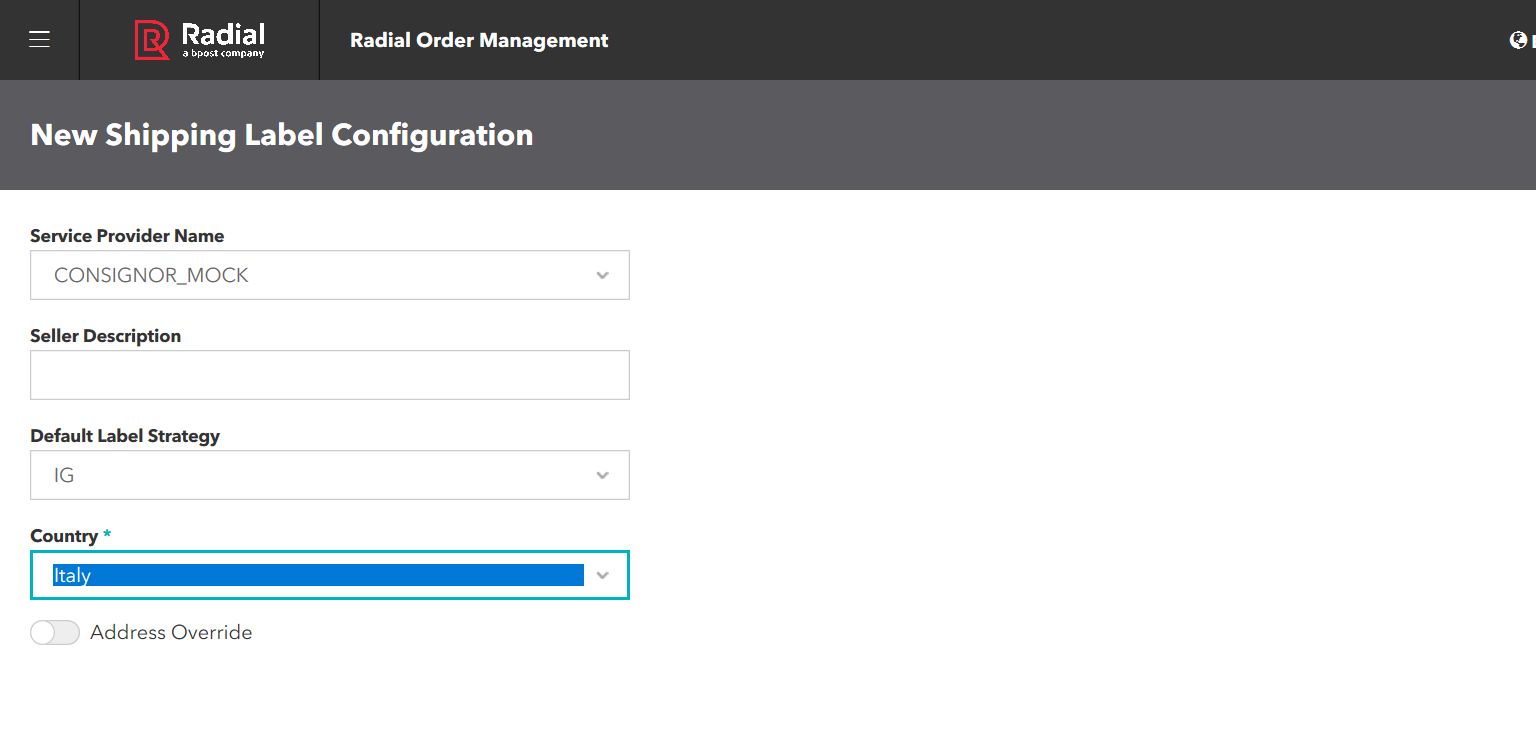 Radial
a bpost company
Radial Order Management
New Shipping Label Configuration
Service Provider Name
CONSIGNOR_MOCK
Seller Description
Default Label Strategy
IG
Country *
Italy
Address Override